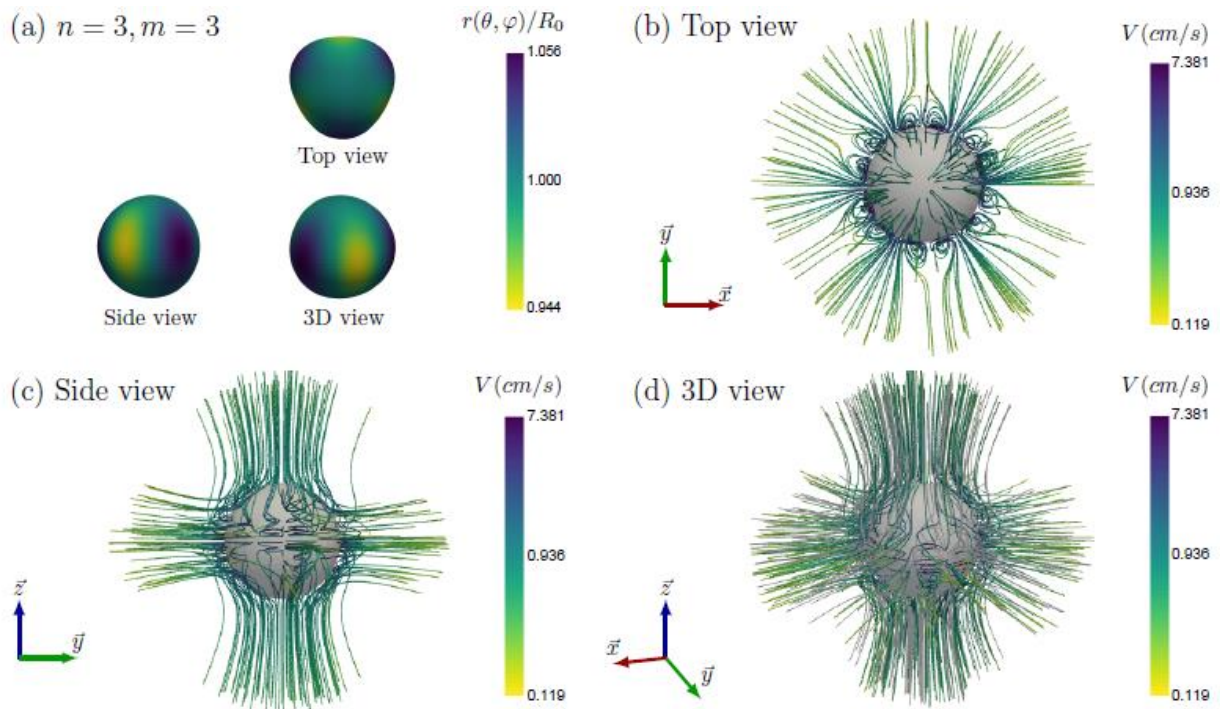 (a) n = 3, m = 3
r(θ, φ)/R₀
1.056
1.000
0.944
Top view
Side view
3D view
(b) Top view
V(cm/s)
7.381
0.936
0.119
y⃗
x⃗
(c) Side view
V(cm/s)
7.381
0.936
0.119
z⃗
y⃗
(d) 3D view
V(cm/s)
7.381
0.936
0.119
z⃗
x⃗
y⃗